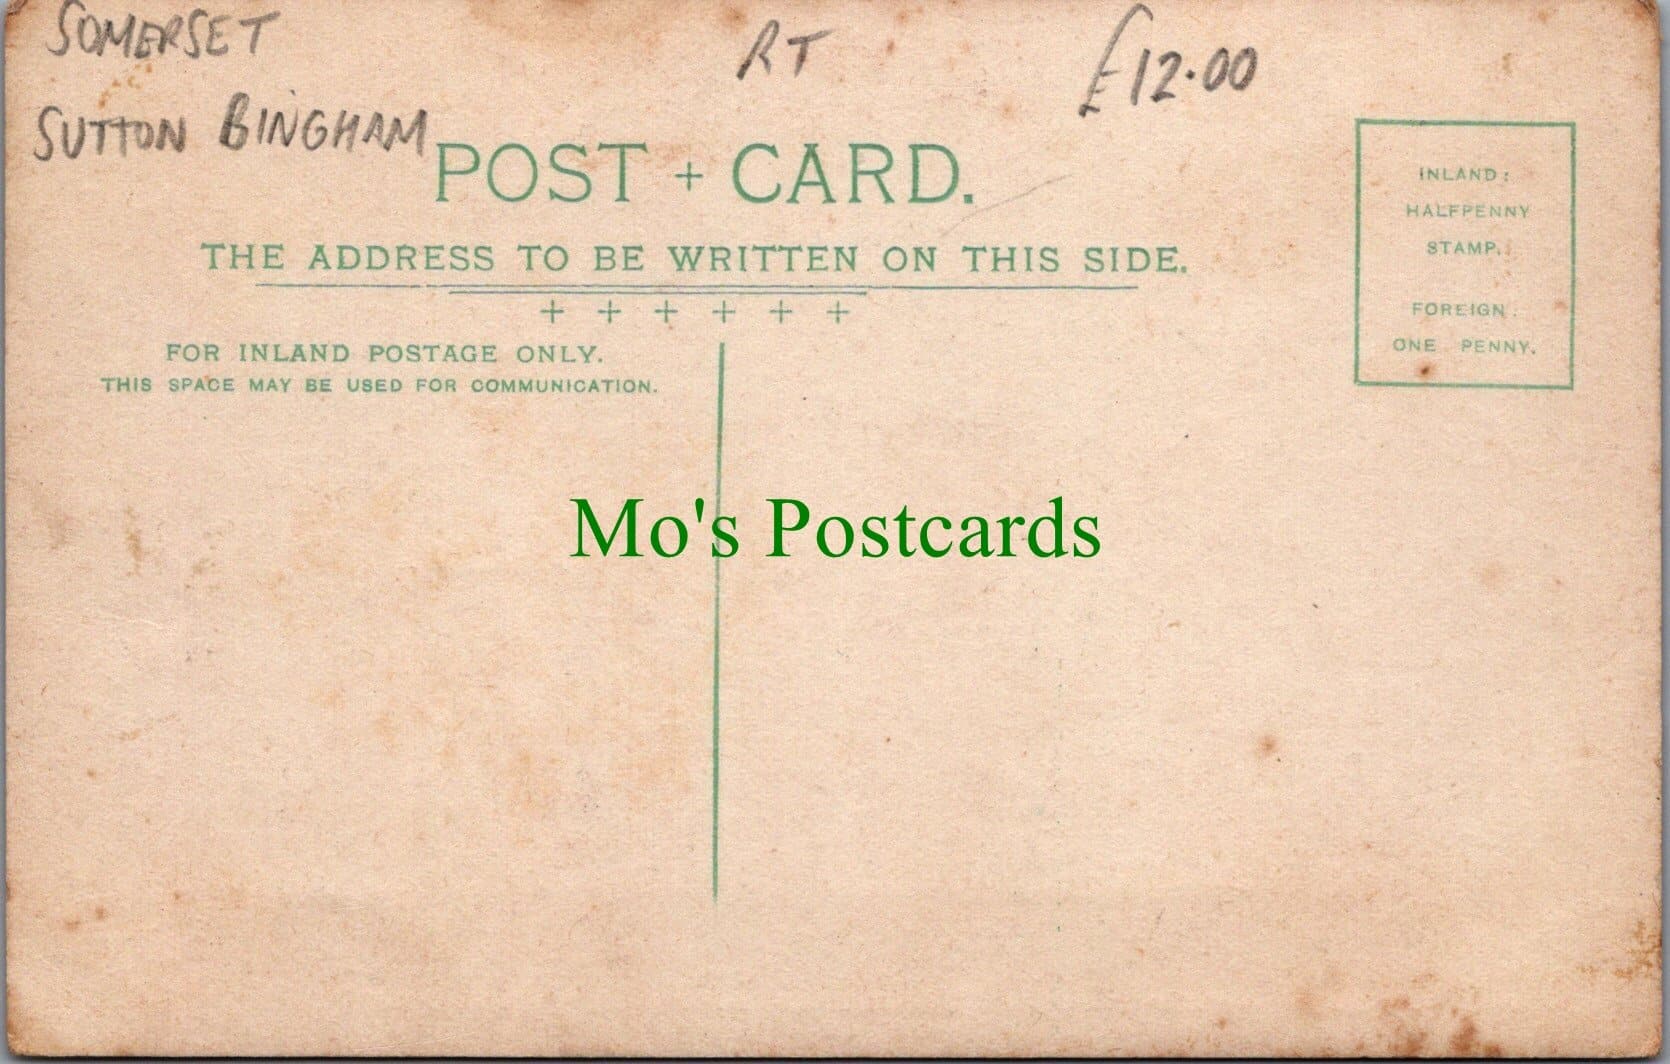 SOMERSET
RT
£12.00
SUTTON BINGHAM
POST + CARD.
THE ADDRESS TO BE WRITTEN ON THIS SIDE.
+ + + + + +
FOR INLAND POSTAGE ONLY.
THIS SPACE MAY BE USED FOR COMMUNICATION.
INLAND:
HALFPENNY
STAMP.
FOREIGN:
ONE PENNY.
Mo's Postcards